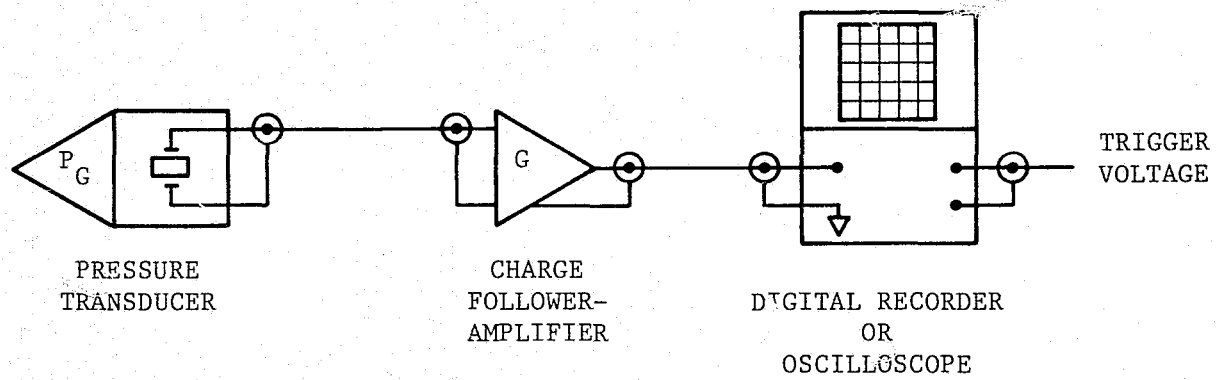 P
G
G
TRIGGER
VOLTAGE
PRESSURE
TRANSDUCER
CHARGE
FOLLOWER-
AMPLIFIER
DIGITAL RECORDER
OR
OSCILLOSCOPE